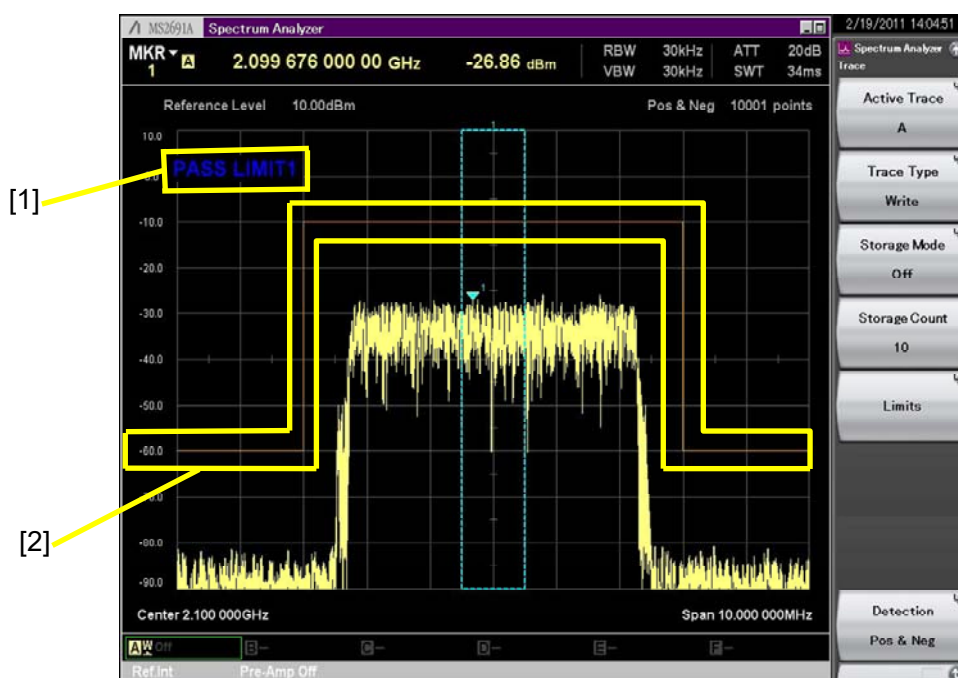 MS2691A Spectrum Analyzer
2/19/2011 14:04:51
MKR A 2.099 676 000 00 GHz -26.86 dBm RBW 30kHz ATT 20dB
1 VBW 30kHz SWT 34ms
Spectrum Analyzer
Trace
Reference Level 10.00dBm Pos & Neg 10001 points
Active Trace
A
1
10.0
PASS LIMIT1
[1]
Trace Type
Write
-10.0
Storage Mode
Off
-20.0
1
-30.0
Storage Count
10
-40.0
Limits
-50.0
-60.0
[2]
-80.0
-90.0
Center 2.100 000GHz Span 10.000 000MHz
Detection
Pos & Neg
A W Off B- C- D- E- F-
Ref.Int Pre-Amp Off